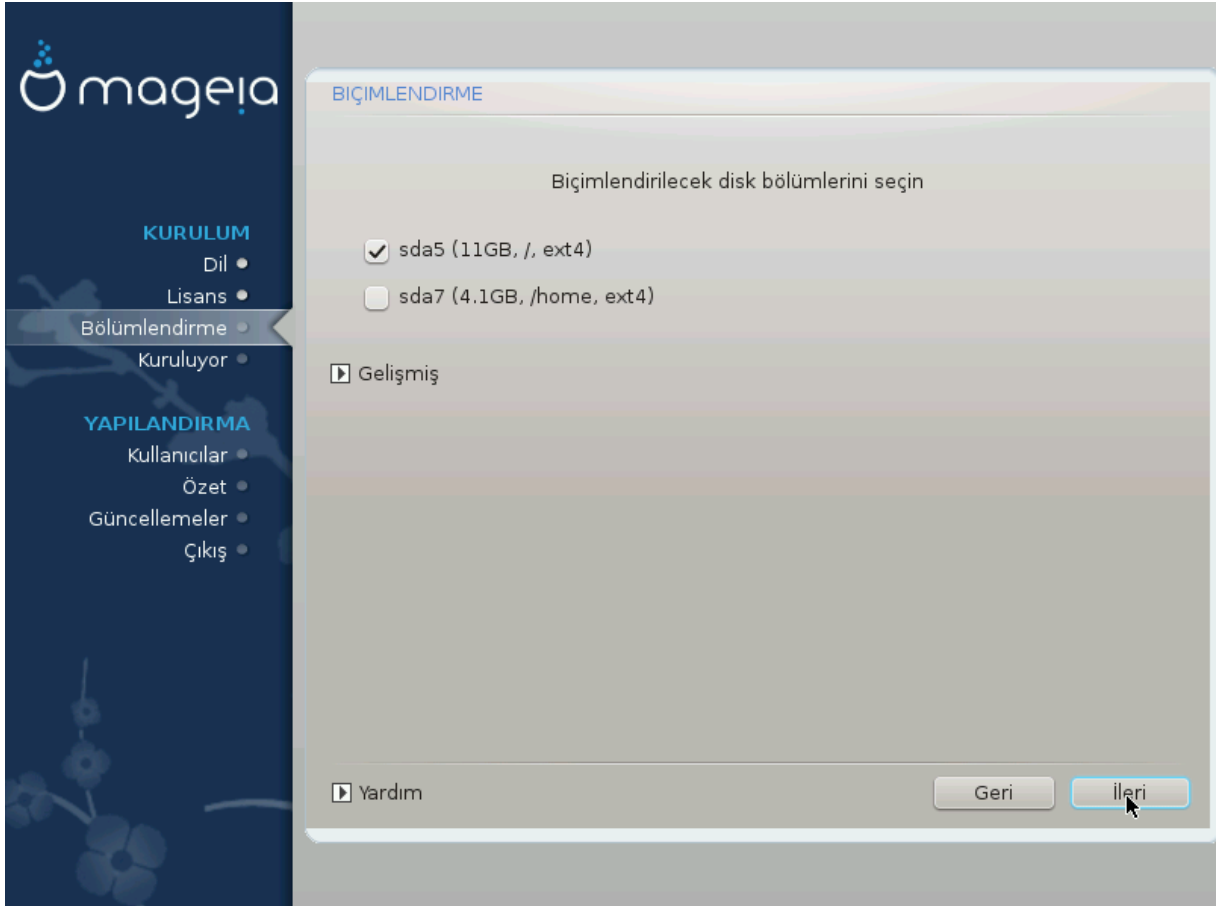 mageia
KURULUM
Dil
Lisans
Bölümlendirme
Kuruluyor
YAPILANDIRMA
Kullanıcılar
Özet
Güncellemeler
Çıkış
BIÇIMLENDIRME
Biçimlendirilecek disk bölümlerini seçin
sda5 (11GB, /, ext4)
sda7 (4.1GB, /home, ext4)
Gelişmiş
Yardım
Geri
İleri